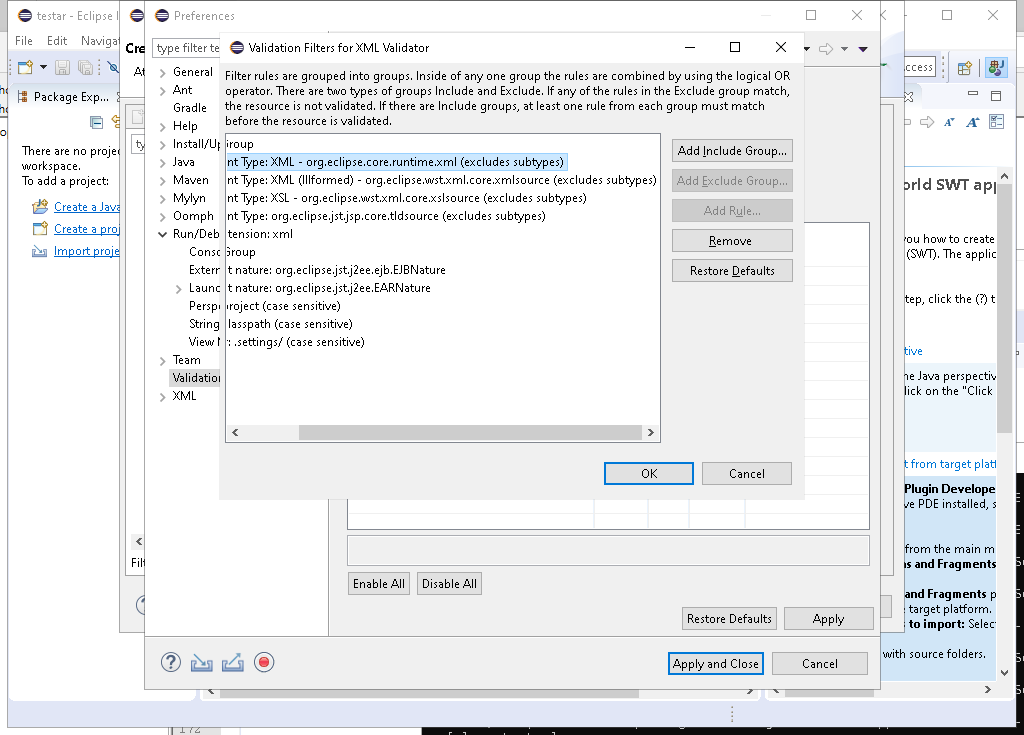 testar - Eclipse I
Preferences
File Edit Navigat
Cre
type filter te
Validation Filters for XML Validator
Filter rules are grouped into groups. Inside of any one group the rules are combined by using the logical OR
operator. There are two types of groups Include and Exclude. If any of the rules in the Exclude group match,
the resource is not validated. If there are Include groups, at least one rule from each group must match
before the resource is validated.
Package Exp...
There are no projec
workspace.
To add a project:
Create a Java
Create a proj
Import proje
General
Ant
Gradle
Help
Install/Up
Java
Maven
Mylyn
Oomph
Run/Deb
Conso
Extern
Launc
Perspe
String
View
Team
Validation
XML
Group
nt Type: XML - org.eclipse.core.runtime.xml (excludes subtypes)
nt Type: XML (Illformed) - org.eclipse.wst.xml.core.xmlsource (excludes subtypes)
nt Type: XSL - org.eclipse.wst.xml.core.xslsource (excludes subtypes)
nt Type: org.eclipse.jst.jsp.core.tldsource (excludes subtypes)
tension: xml
Group
t nature: org.eclipse.jst.j2ee.ejb.EJBNature
t nature: org.eclipse.jst.j2ee.EARNature
project (case sensitive)
classpath (case sensitive)
: .settings/ (case sensitive)
Add Include Group...
Add Exclude Group...
Add Rule...
Remove
Restore Defaults
OK Cancel
Enable All Disable All
Restore Defaults Apply
Apply and Close Cancel
ccess
orld SWT app
you how to create
(SWT). The applic
tep, click the (?) t
tive
he Java perspectiv
lick on the "Click
t from target platf
Plugin Develope
ve PDE installed, s
from the main m
ns and Fragments
and Fragments p
target platform.
s to import: Selec
with source folders.
172